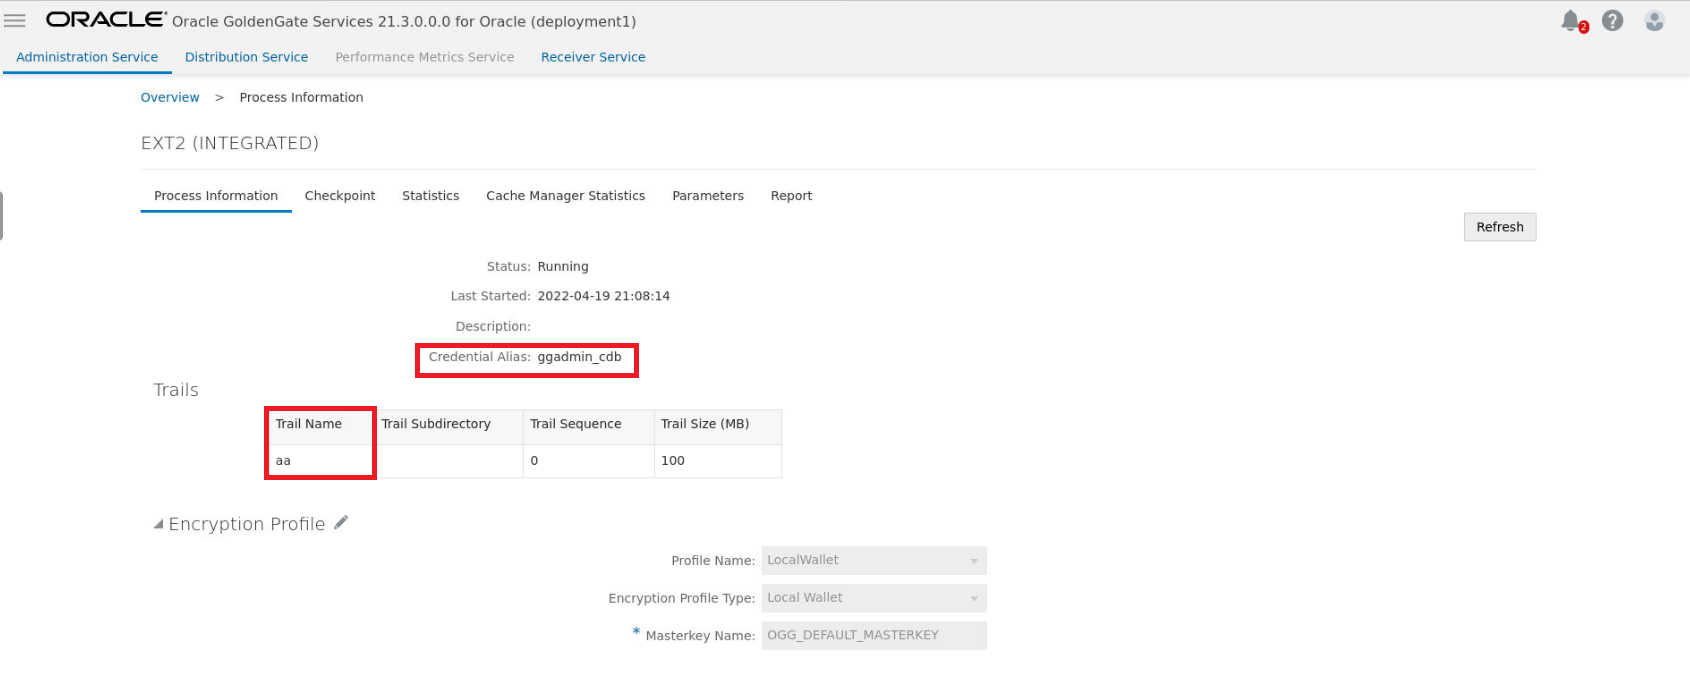 ORACLE Oracle GoldenGate Services 21.3.0.0.0 for Oracle (deployment1)
2 ?
Administration Service Distribution Service Performance Metrics Service Receiver Service
Overview > Process Information
EXT2 (INTEGRATED)
Process Information Checkpoint Statistics Cache Manager Statistics Parameters Report
Refresh
Status: Running
Last Started: 2022-04-19 21:08:14
Description:
Credential Alias: ggadmin_cdb
Trails
Trail Name Trail Subdirectory Trail Sequence Trail Size (MB)
aa 0 100
Encryption Profile
Profile Name: LocalWallet
Encryption Profile Type: Local Wallet
* Masterkey Name: OGG_DEFAULT_MASTERKEY